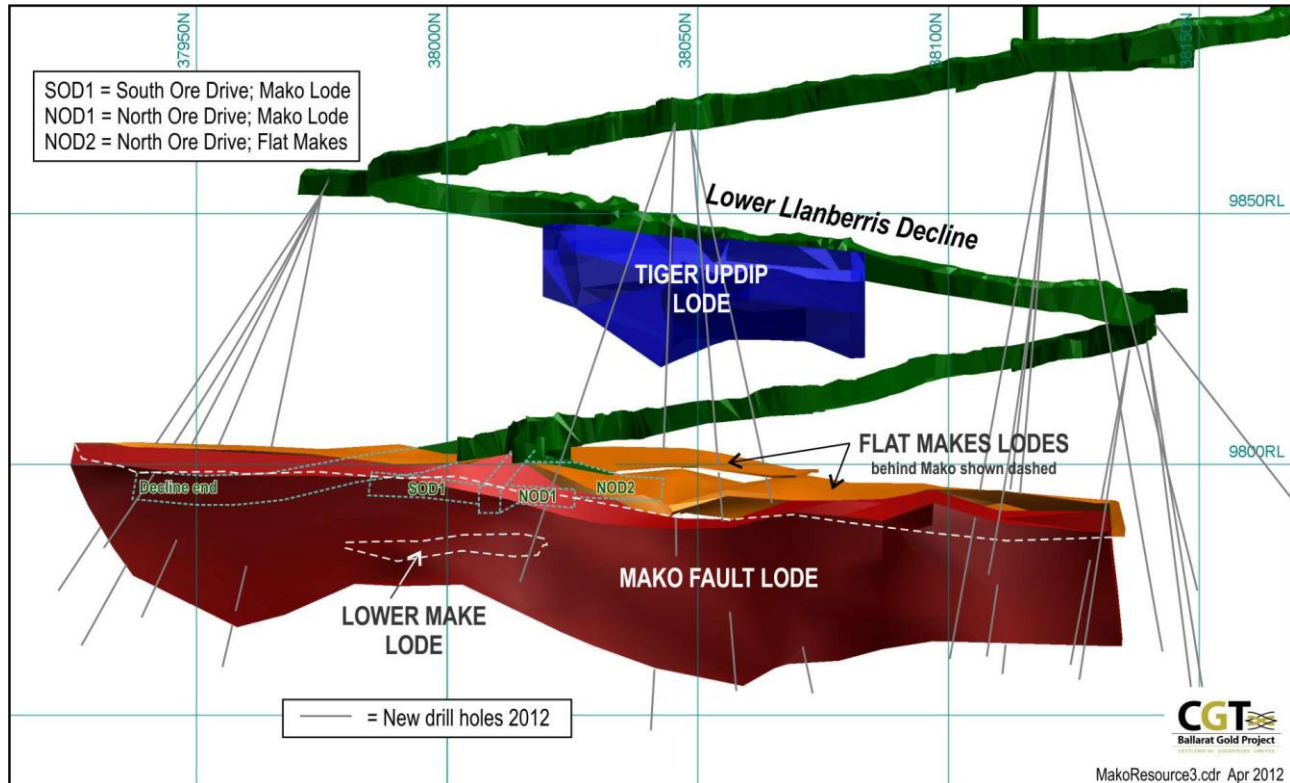 37950N
38000N
38050N
38100N
38150N
SOD1 = South Ore Drive; Mako Lode
NOD1 = North Ore Drive; Mako Lode
NOD2 = North Ore Drive; Flat Makes
9850RL
Lower Llanberris Decline
TIGER UPDIP
LODE
FLAT MAKES LODES
behind Mako shown dashed
9800RL
Decline end
SOD1
NOD1
NOD2
MAKO FAULT LODE
LOWER MAKE
LODE
= New drill holes 2012
CGT
Ballarat Gold Project
CASTLEMAINE GOLDFIELDS LIMITED
MakoResource3.cdr Apr 2012